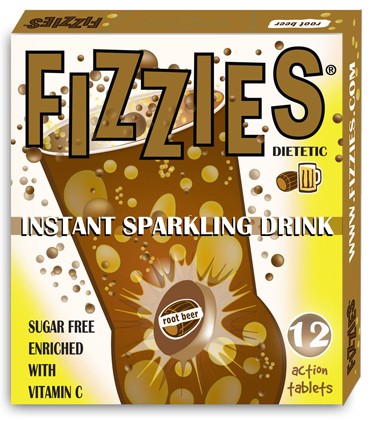 FIZZIES
root beer
FIZZIES®
DIETETIC
INSTANT SPARKLING DRINK
root beer
SUGAR FREE
ENRICHED
WITH
VITAMIN C
12
action
tablets
WWW.FIZZIES.COM
FIZZIES